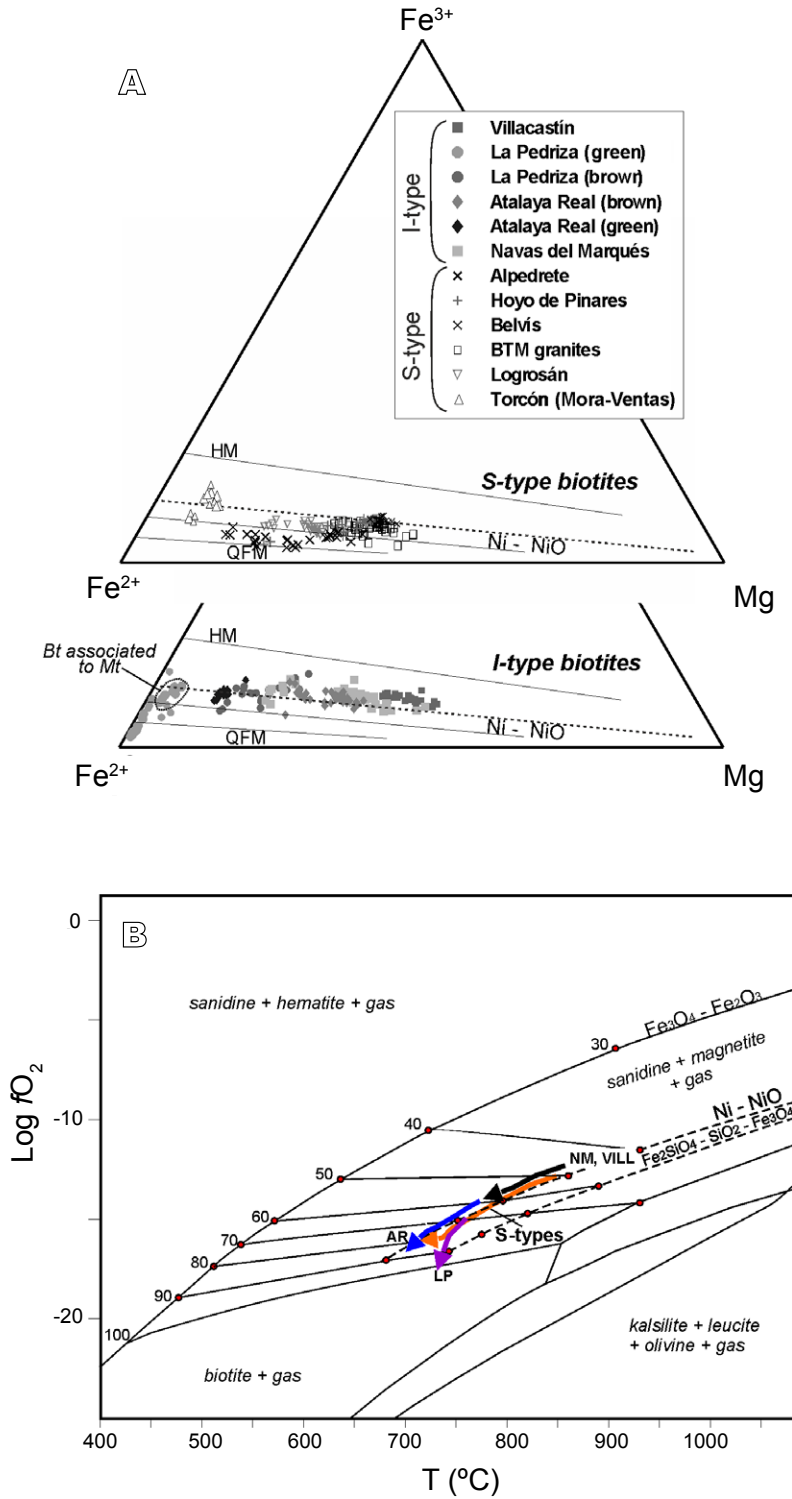 Fe3+
A
Villacastín
La Pedriza (green)
La Pedriza (browr)
Atalaya Real (brown)
Atalaya Real (green)
Navas del Marqués
Alpedrete
Hoyo de Pinares
Belvís
BTM granites
Logrosán
Torcón (Mora-Ventas)
I-type
S-type
HM
S-type biotites
Ni - NiO
QFM
Fe2+
Mg
Bt associated
to Mt
HM
I-type biotites
Ni - NiO
QFM
Fe2+
Mg
B
0
-10
-20
Log fO2
sanidine + hematite + gas
Fe3O4 - Fe2O3
30
sanidine + magnetite
+ gas
40
Ni - NiO
Fe2SiO4 - SiO2 - Fe3O4
50
NM, VILL
60
70
AR
S-types
80
LP
90
100
kalsilite + leucite
+ olivine + gas
biotite + gas
400 500 600 700 800 900 1000
T (ºC)